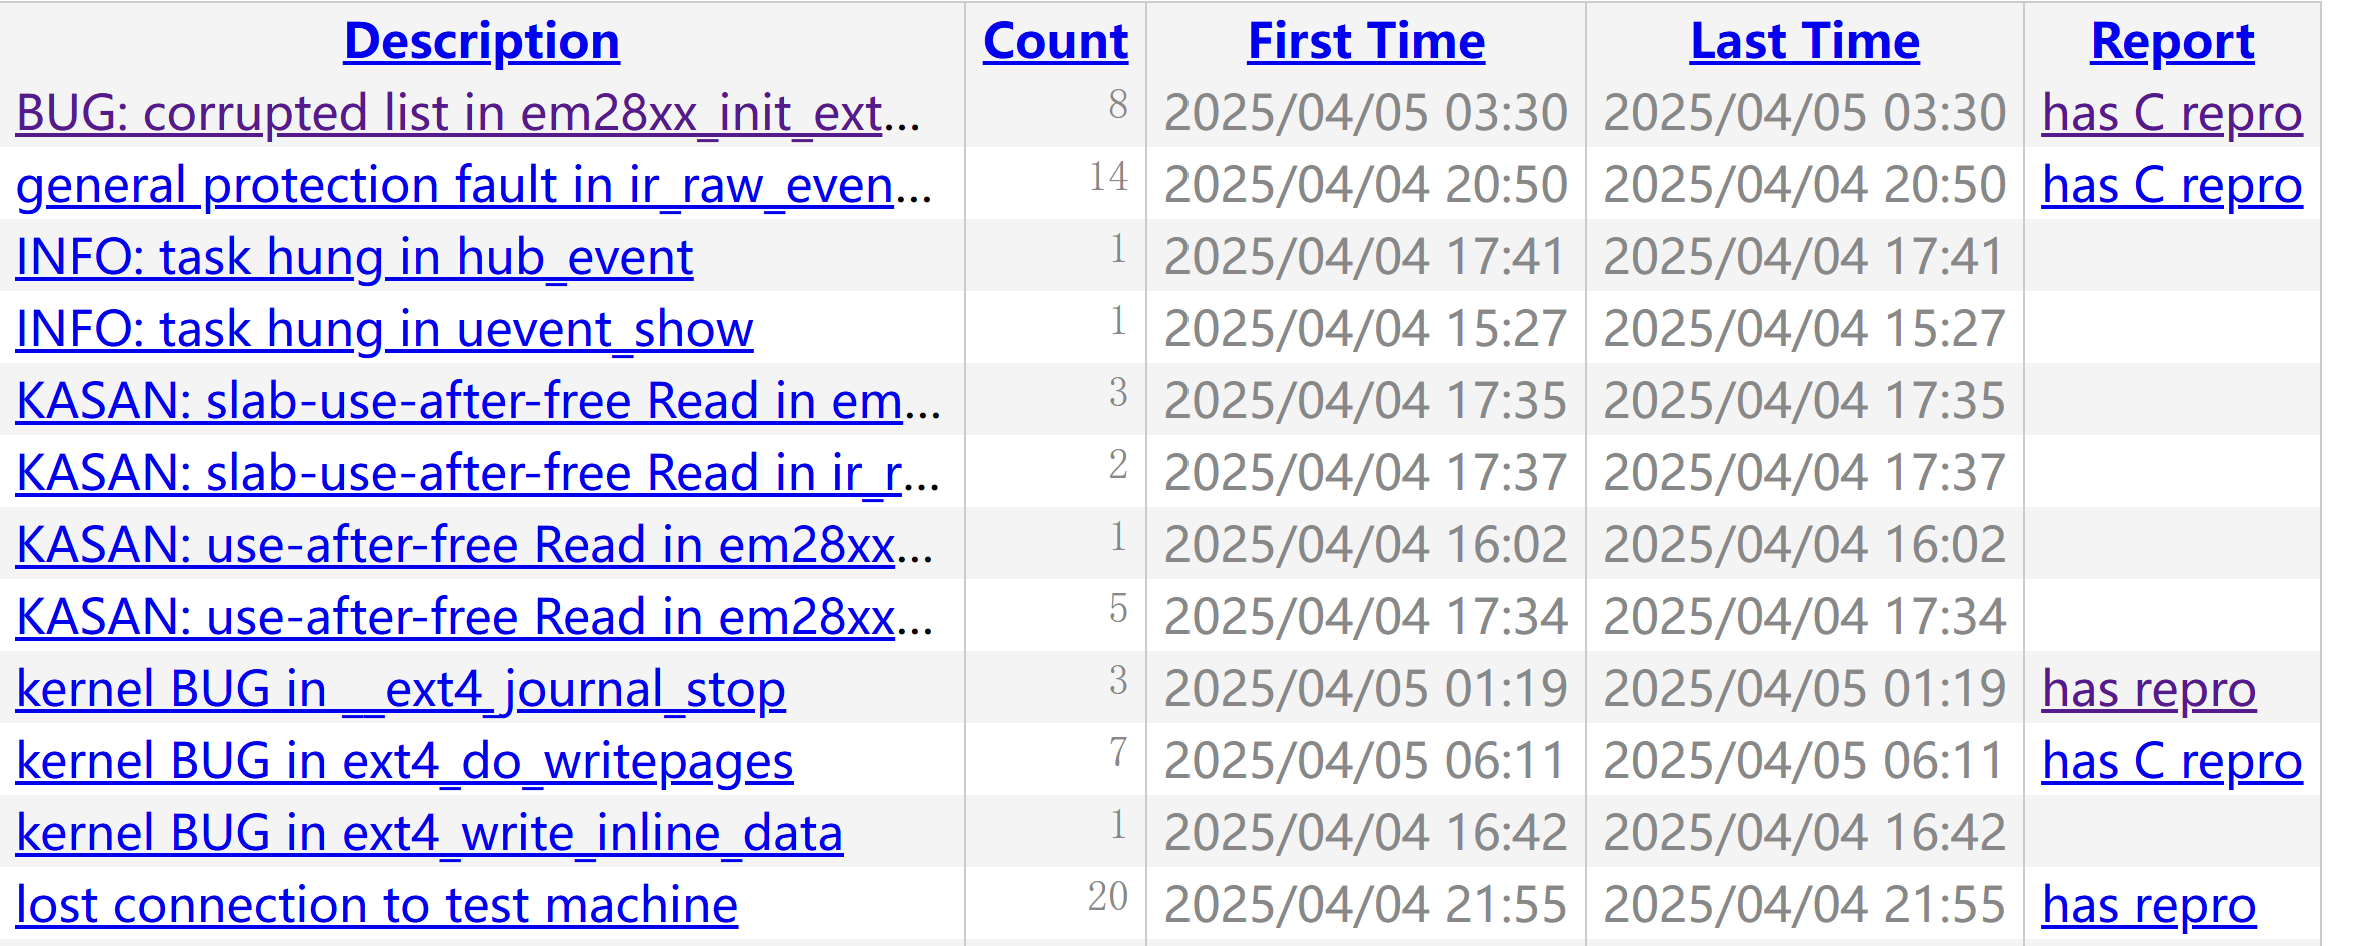 Description Count First Time Last Time Report
BUG: corrupted list in em28xx_init_ext... 8 2025/04/05 03:30 2025/04/05 03:30 has C repro
general protection fault in ir_raw_even... 14 2025/04/04 20:50 2025/04/04 20:50 has C repro
INFO: task hung in hub_event 1 2025/04/04 17:41 2025/04/04 17:41
INFO: task hung in uevent_show 1 2025/04/04 15:27 2025/04/04 15:27
KASAN: slab-use-after-free Read in em... 3 2025/04/04 17:35 2025/04/04 17:35
KASAN: slab-use-after-free Read in ir_r... 2 2025/04/04 17:37 2025/04/04 17:37
KASAN: use-after-free Read in em28xx... 1 2025/04/04 16:02 2025/04/04 16:02
KASAN: use-after-free Read in em28xx... 5 2025/04/04 17:34 2025/04/04 17:34
kernel BUG in __ext4_journal_stop 3 2025/04/05 01:19 2025/04/05 01:19 has repro
kernel BUG in ext4_do_writepages 7 2025/04/05 06:11 2025/04/05 06:11 has C repro
kernel BUG in ext4_write_inline_data 1 2025/04/04 16:42 2025/04/04 16:42
lost connection to test machine 20 2025/04/04 21:55 2025/04/04 21:55 has repro